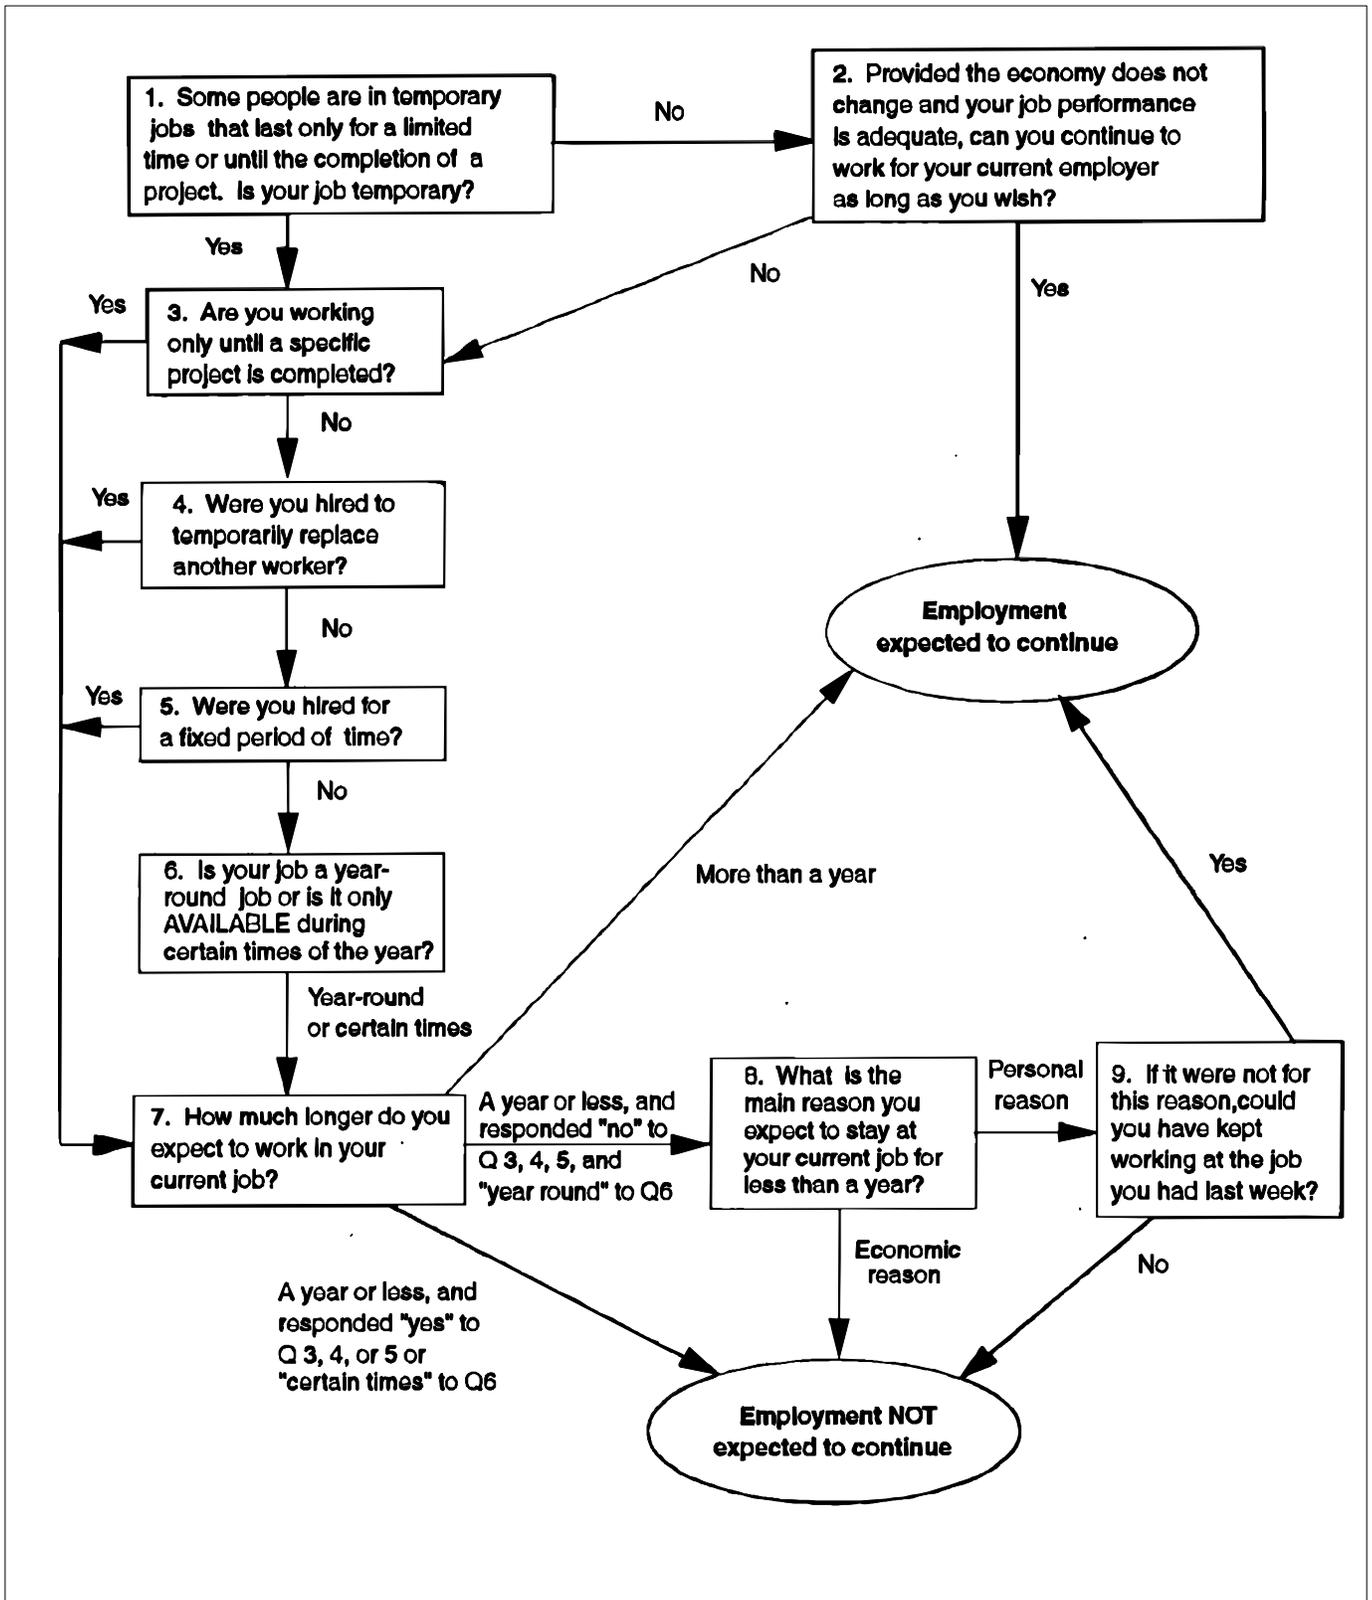 1. Some people are in temporary
jobs that last only for a limited
time or until the completion of a
project. Is your job temporary?
No
2. Provided the economy does not
change and your job performance
is adequate, can you continue to
work for your current employer
as long as you wish?
Yes
No
Yes
Yes
3. Are you working
only until a specific
project is completed?
No
Yes
4. Were you hired to
temporarily replace
another worker?
No
Employment
expected to continue
Yes
5. Were you hired for
a fixed period of time?
No
6. Is your job a year-
round job or is it only
AVAILABLE during
certain times of the year?
More than a year
Yes
Year-round
or certain times
7. How much longer do you
expect to work in your
current job?
A year or less, and
responded "no" to
Q 3, 4, 5, and
"year round" to Q6
8. What is the
main reason you
expect to stay at
your current job for
less than a year?
Personal
reason
9. If it were not for
this reason,could
you have kept
working at the job
you had last week?
Economic
reason
No
A year or less, and
responded "yes" to
Q 3, 4, or 5 or
"certain times" to Q6
Employment NOT
expected to continue